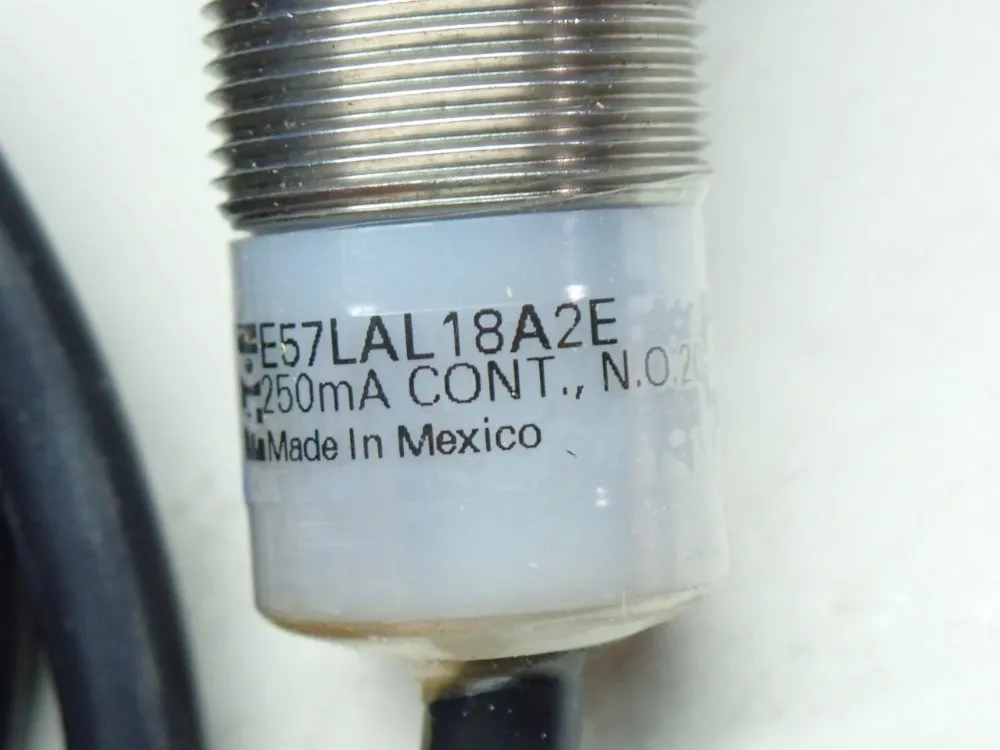 E57LAL18A2E
250mA CONT., N.O.
Made In Mexico